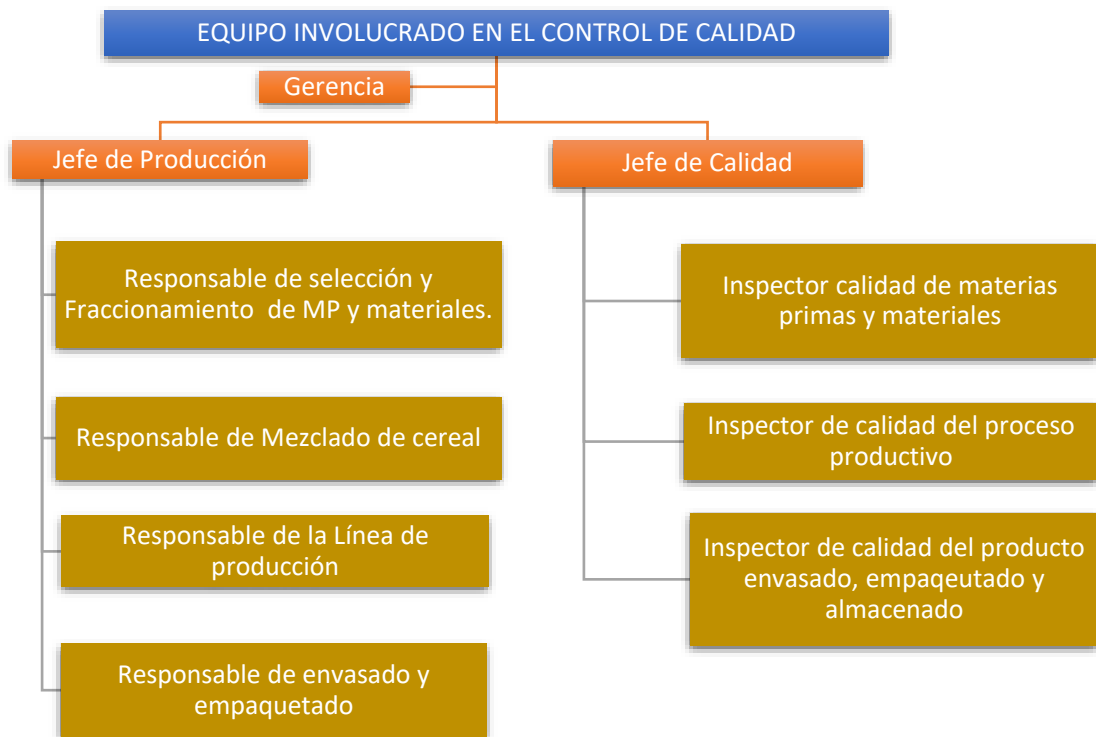 EQUIPO INVOLUCRADO EN EL CONTROL DE CALIDAD
Gerencia
Jefe de Producción
Jefe de Calidad
Responsable de selección y
Fraccionamiento de MP y materiales.
Responsable de Mezclado de cereal
Responsable de la Línea de
producción
Responsable de envasado y
empaquetado
Inspector calidad de materias
primas y materiales
Inspector de calidad del proceso
productivo
Inspector de calidad del producto
envasado, empaqeutado y
almacenado